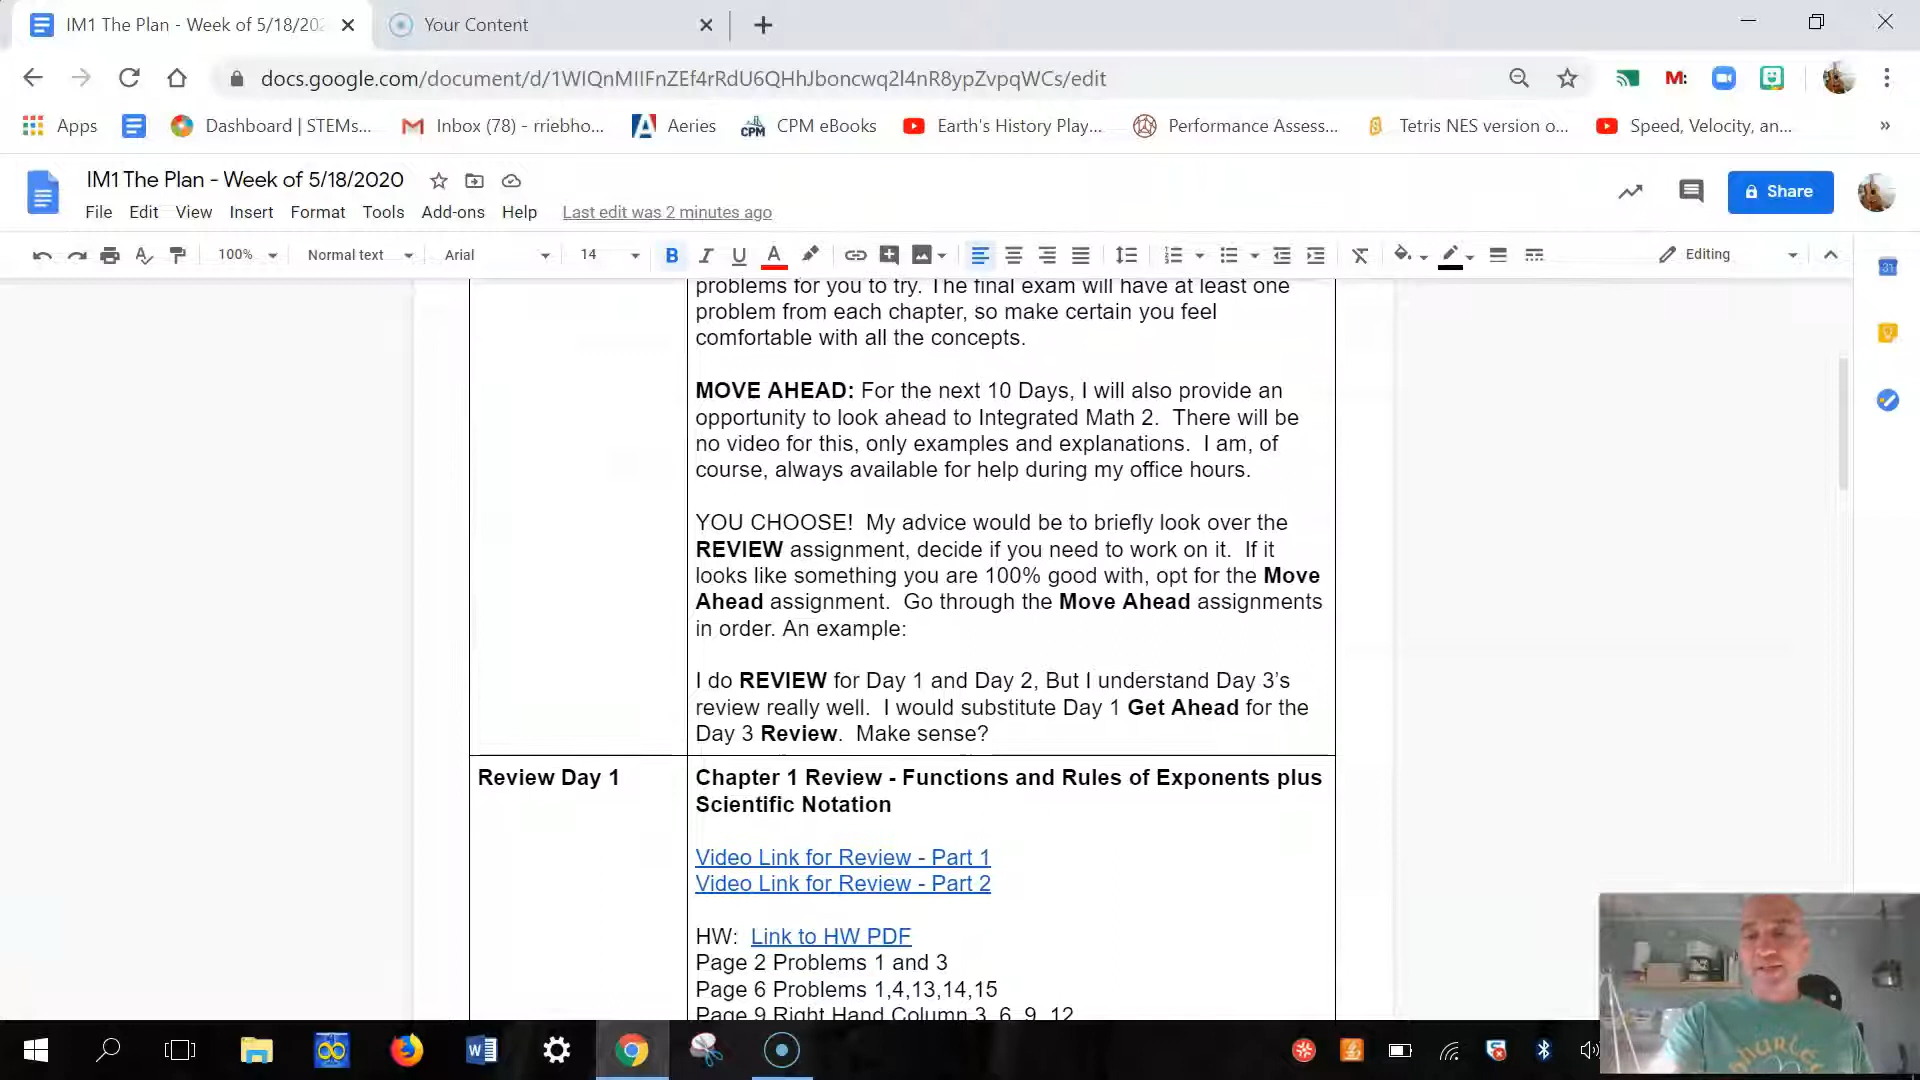 IM1 The Plan - Week of 5/18/202
Your Content
docs.google.com/document/d/1WIQnMIIFnZEf4rRdU6QHhJboncwq2I4nR8ypZvpqWCs/edit
Apps
Dashboard | STEMs...
Inbox (78) - rriebho...
Aeries
CPM
CPM eBooks
Earth's History Play...
Performance Assess...
Tetris NES version o...
Speed, Velocity, an...
»
IM1 The Plan - Week of 5/18/2020
Share
File Edit View Insert Format Tools Add-ons Help Last edit was 2 minutes ago
100% Normal text Arial 14 B I U A Editing
problems for you to try. The final exam will have at least one
problem from each chapter, so make certain you feel
comfortable with all the concepts.
MOVE AHEAD: For the next 10 Days, I will also provide an
opportunity to look ahead to Integrated Math 2. There will be
no video for this, only examples and explanations. I am, of
course, always available for help during my office hours.
YOU CHOOSE! My advice would be to briefly look over the
REVIEW assignment, decide if you need to work on it. If it
looks like something you are 100% good with, opt for the Move
Ahead assignment. Go through the Move Ahead assignments
in order. An example:
I do REVIEW for Day 1 and Day 2, But I understand Day 3's
review really well. I would substitute Day 1 Get Ahead for the
Day 3 Review. Make sense?
Review Day 1
Chapter 1 Review - Functions and Rules of Exponents plus
Scientific Notation
Video Link for Review - Part 1
Video Link for Review - Part 2
HW: Link to HW PDF
Page 2 Problems 1 and 3
Page 6 Problems 1,4,13,14,15
Page 9 Right Hand Column 3, 6, 9, 12